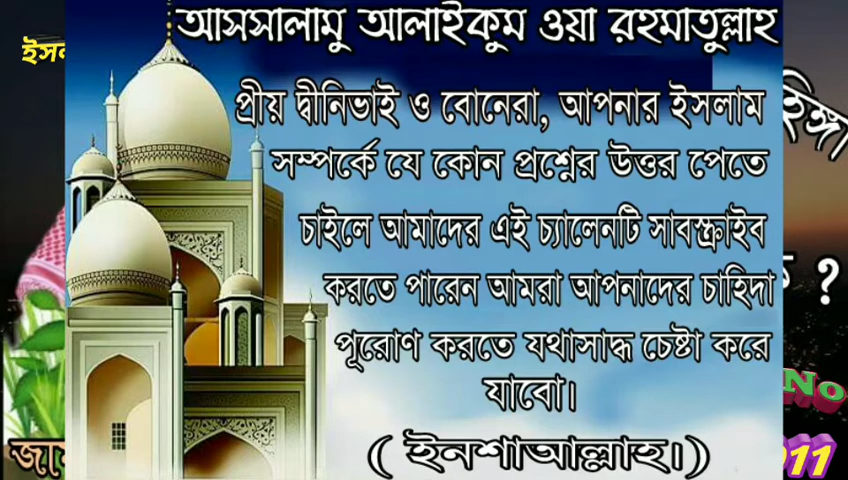 আসসালামু আলাইকুম ওয়া রহমাতুল্লাহ
প্রীয় দ্বীনিভাই ও বোনেরা, আপনার ইসলাম
সম্পর্কে যে কোন প্রশ্নের উত্তর পেতে
চাইলে আমাদের এই চ্যালেনটি সাবস্ক্রাইব
করতে পারেন আমরা আপনাদের চাহিদা
পূরোণ করতে যথাসাদ্ধ চেষ্টা করে
যাবো।
( ইনশাআল্লাহ।)
?
No